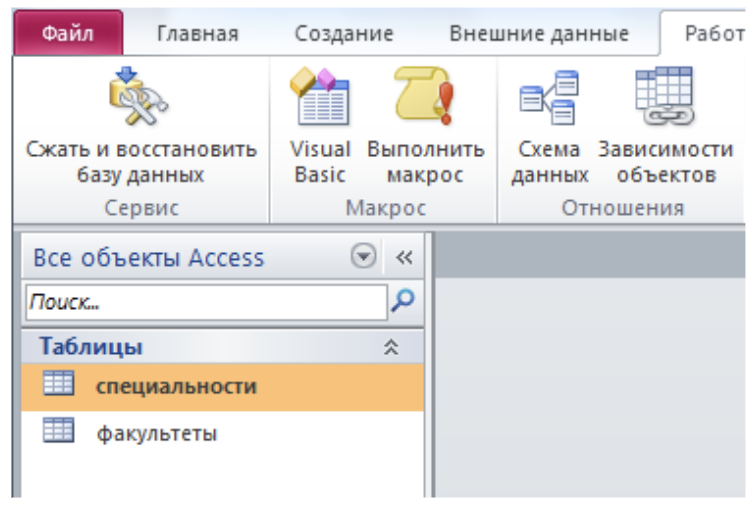 Файл Главная Создание Внешние данные Работ
Сжать и восстановить базу данных
Visual Basic
Выполнить макрос
Схема данных
Зависимости объектов
Сервис Макрос Отношения
Все объекты Access
Поиск...
Таблицы
специальности
факультеты